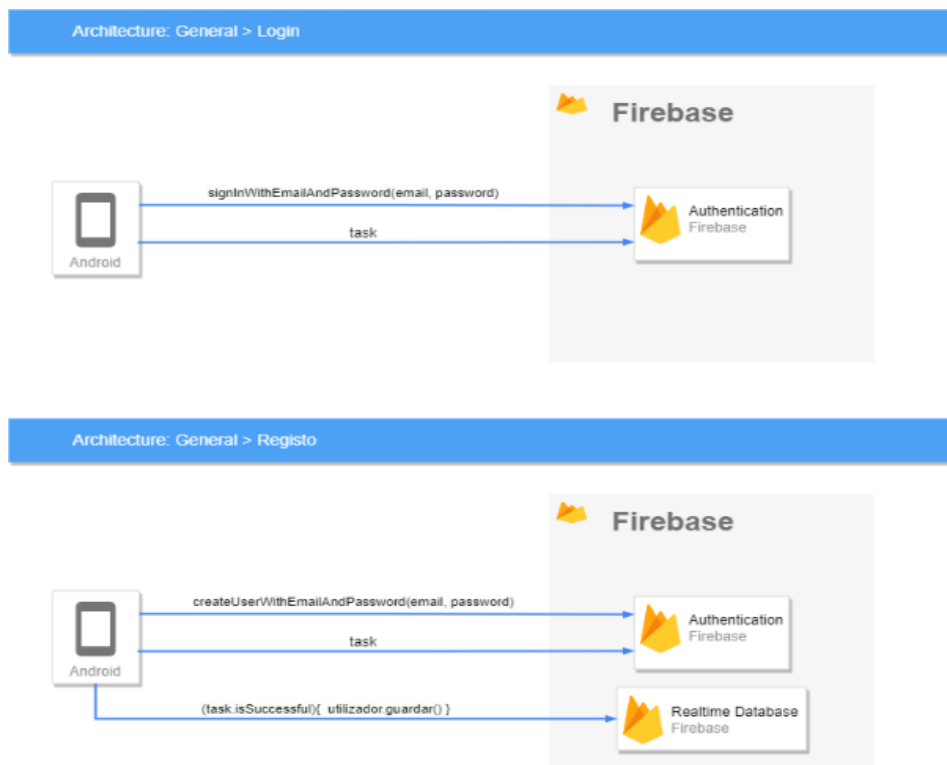 Architecture: General > Login
Firebase
signInWithEmailAndPassword(email, password)
task
Android
Authentication
Firebase
Architecture: General > Registo
Firebase
createUserWithEmailAndPassword(email, password)
task
Android
Authentication
Firebase
(task.isSuccessful){ utilizador.guardar() }
Realtime Database
Firebase